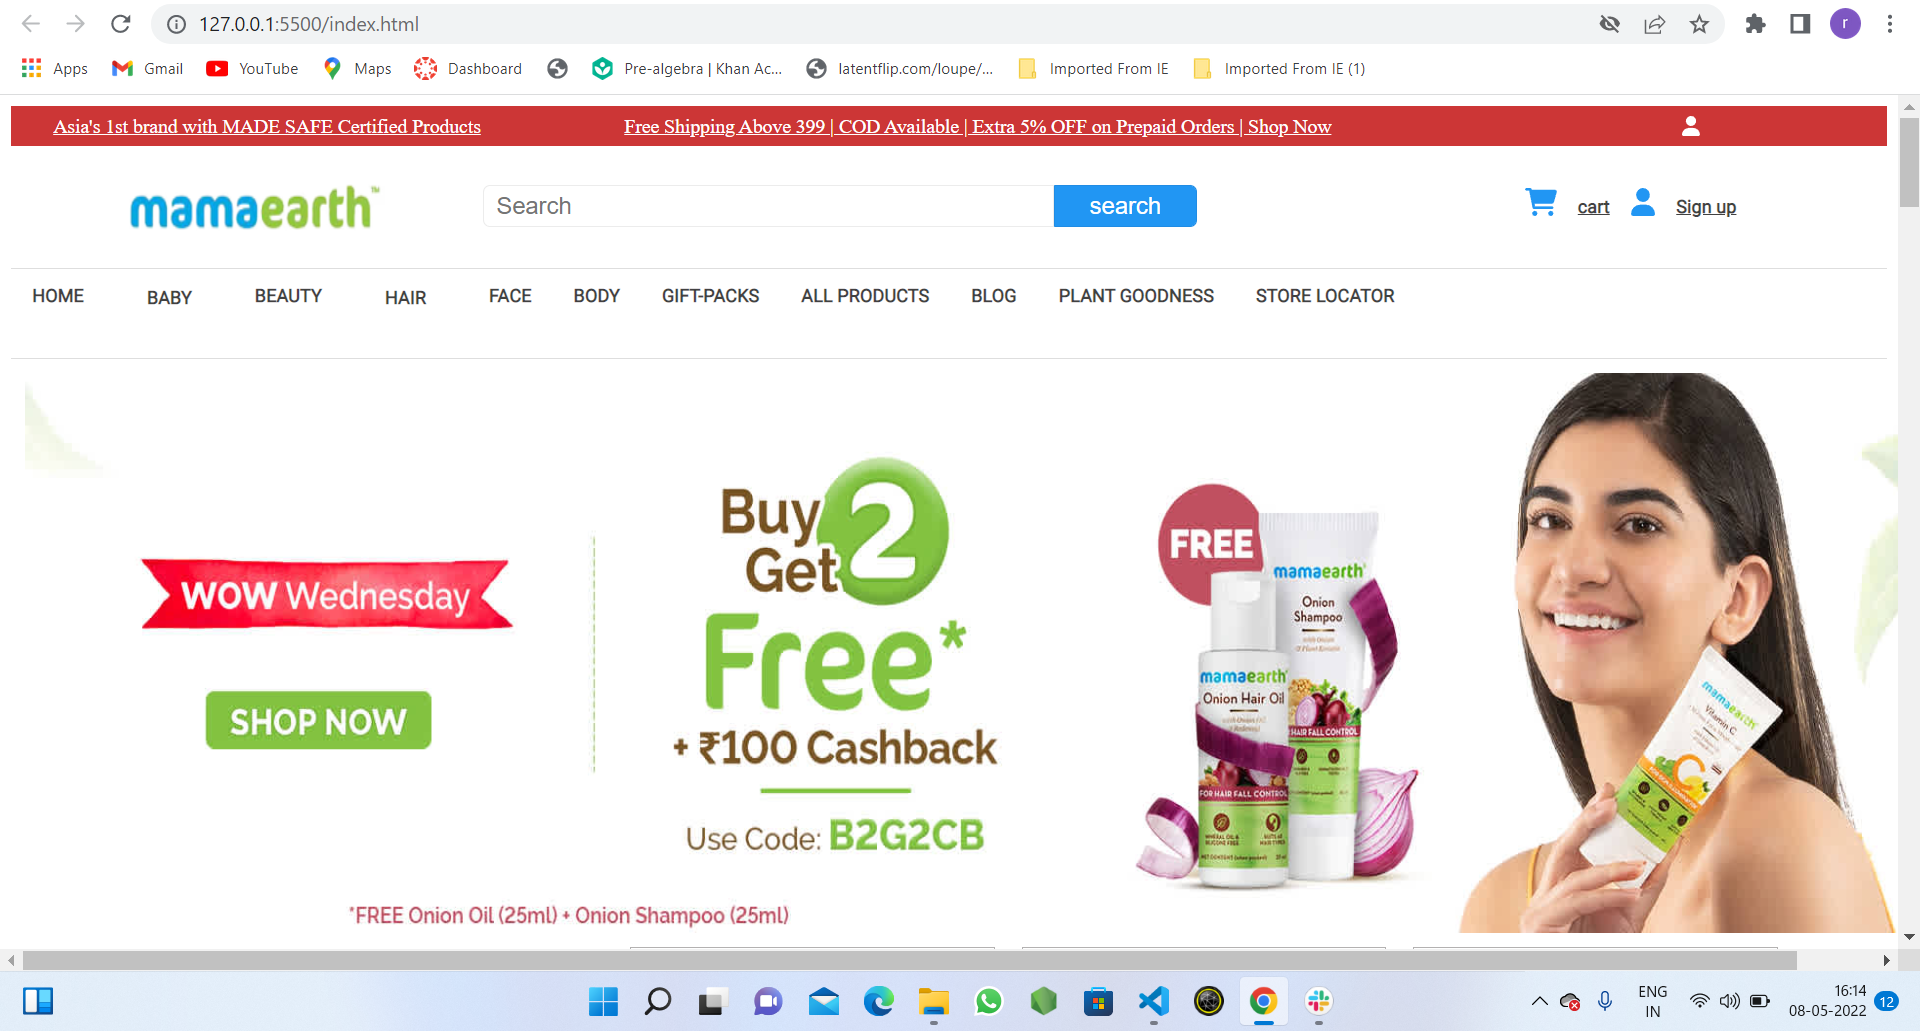 127.0.0.1:5500/index.html
r
Apps Gmail YouTube Maps Dashboard Pre-algebra | Khan Ac... latentflip.com/loupe/... Imported From IE Imported From IE (1)
Asia's 1st brand with MADE SAFE Certified Products Free Shipping Above 399 | COD Available | Extra 5% OFF on Prepaid Orders | Shop Now
mamaearth™ Search search cart Sign up
HOME BABY BEAUTY HAIR FACE BODY GIFT-PACKS ALL PRODUCTS BLOG PLANT GOODNESS STORE LOCATOR
WOW Wednesday
SHOP NOW
Buy 2
Get
Free*
+ ₹100 Cashback
Use Code: B2G2CB
*FREE Onion Oil (25ml) + Onion Shampoo (25ml)
FREE
mamaearth
Onion
Shampoo
HAIR FALL CONTROL
mamaearth
Onion Hair Oil
FOR HAIR FALL CONTROL
mamaearth
Vitamin C
C
ENG
IN
16:14
08-05-2022
12